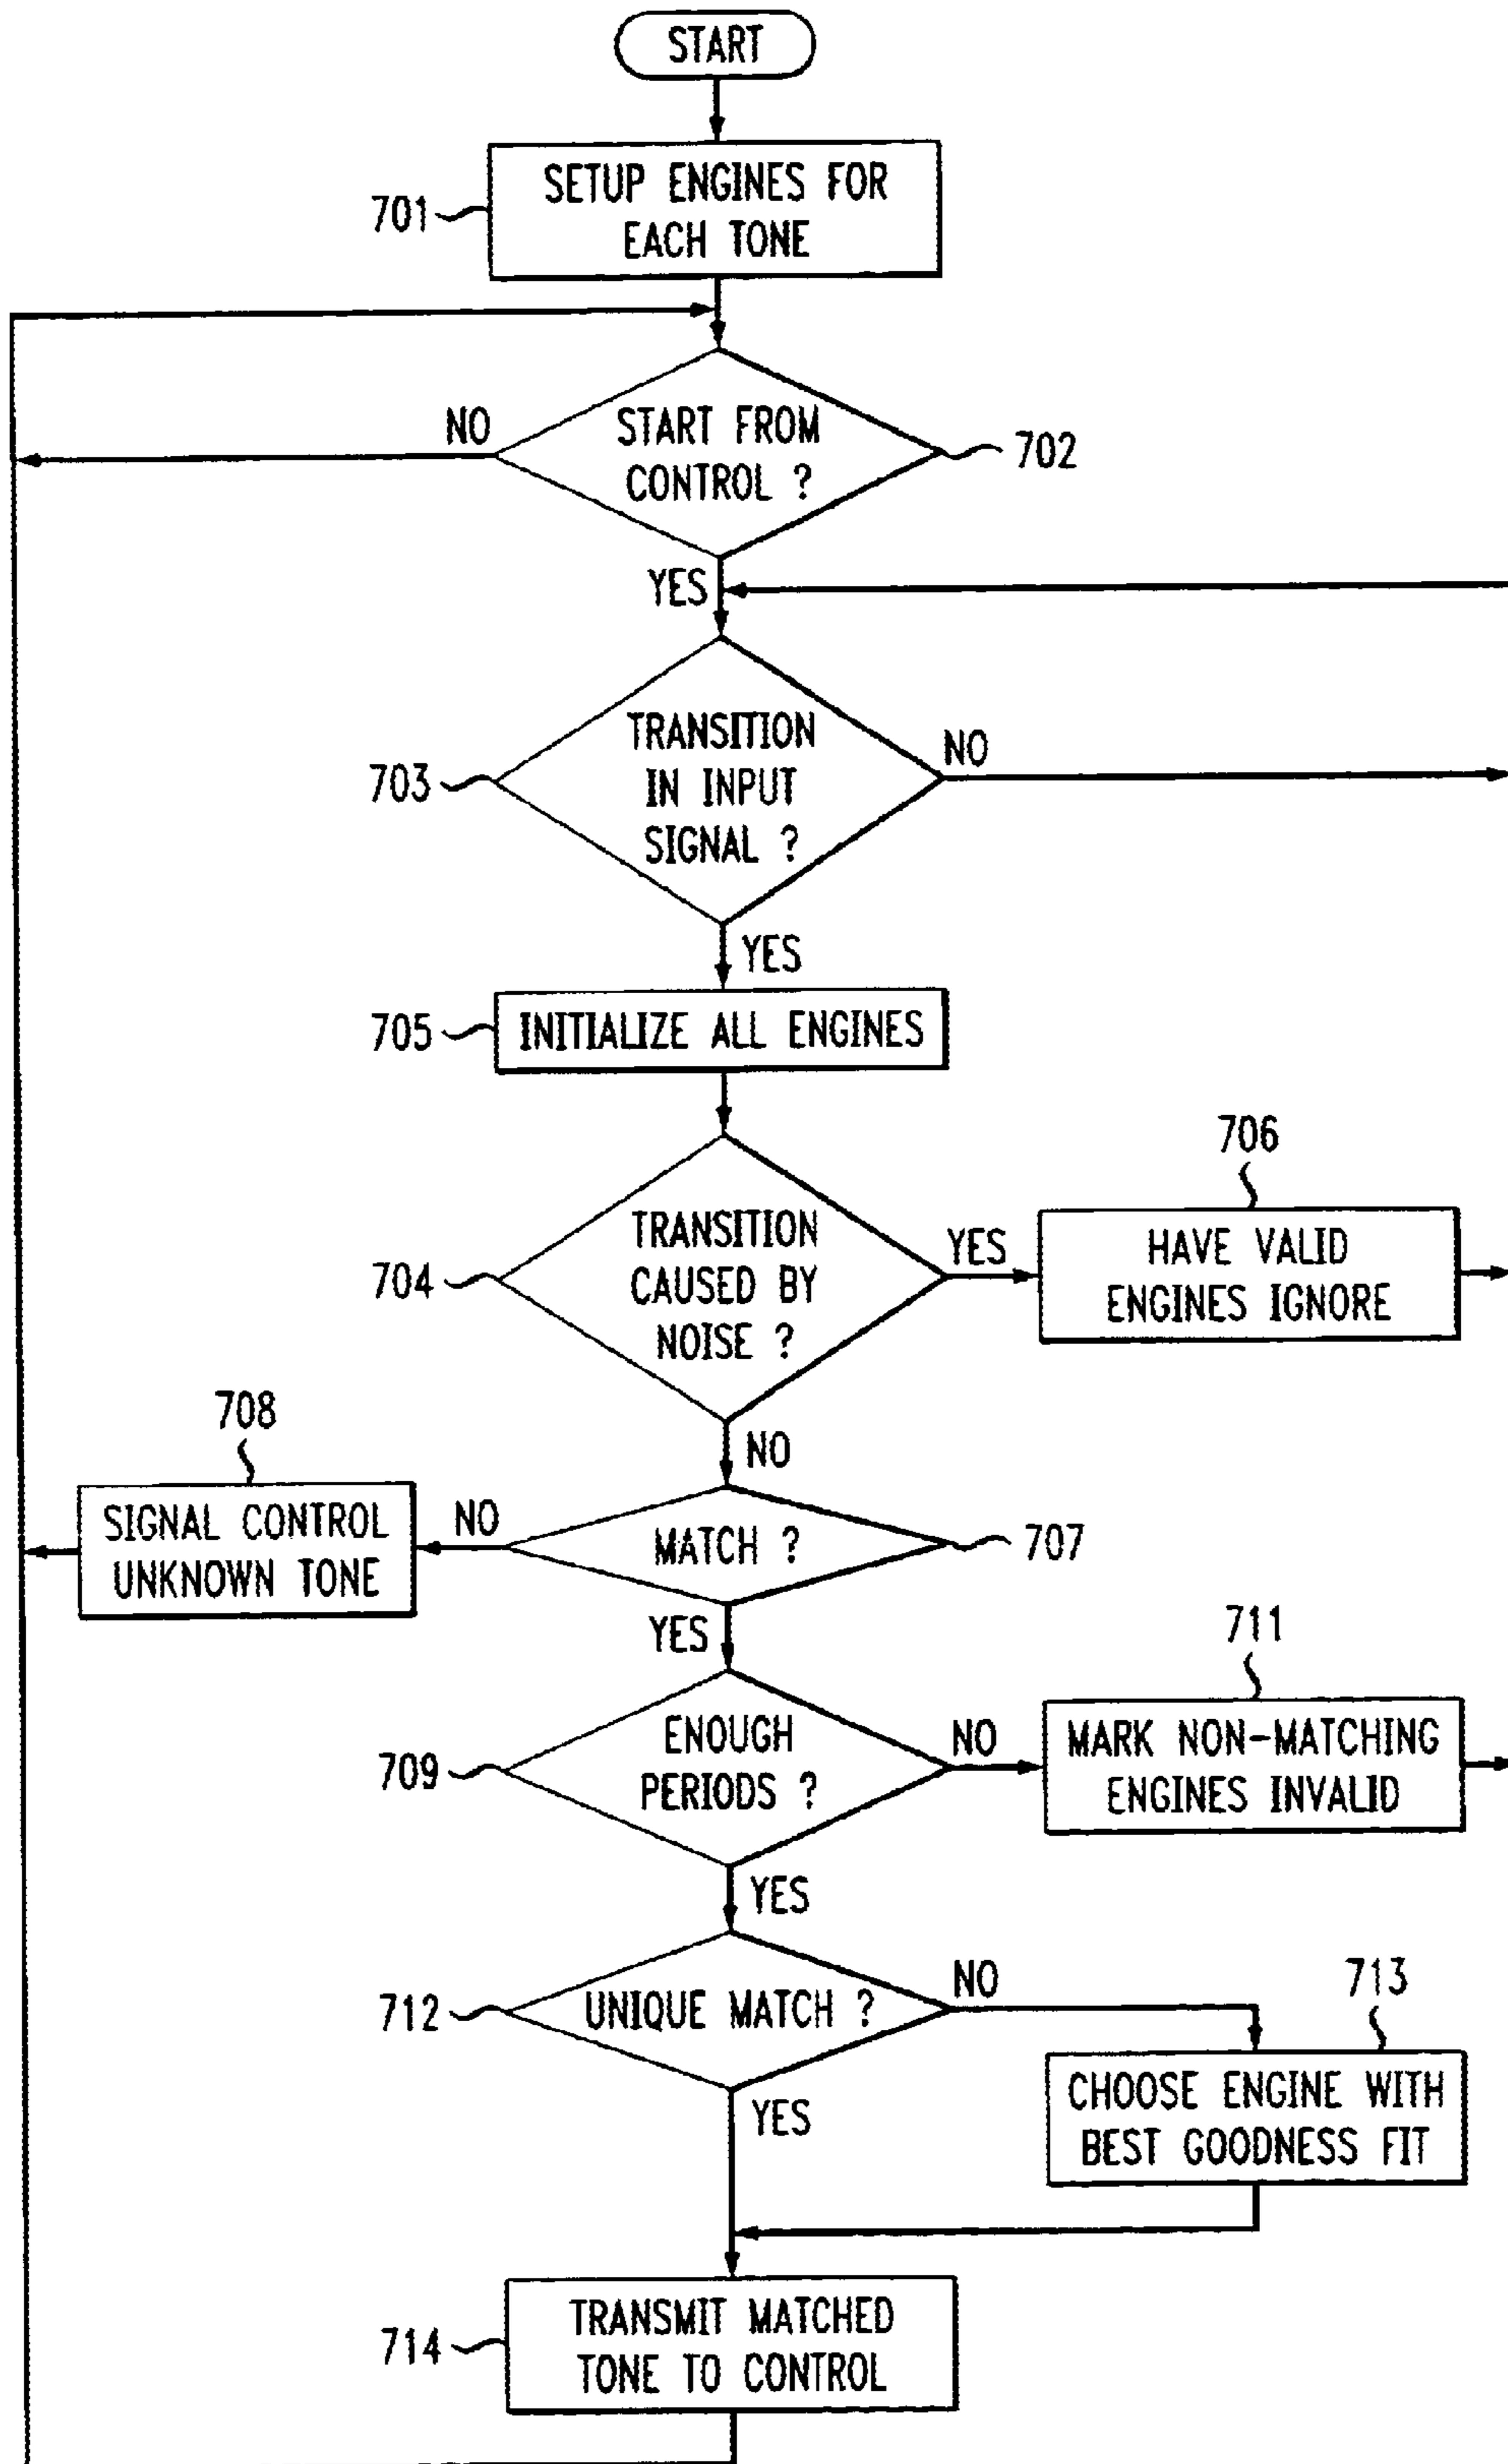 START
SETUP ENGINES FOR
EACH TONE
701
START FROM
CONTROL ?
702
NO
YES
TRANSITION
IN INPUT
SIGNAL ?
703
NO
YES
INITIALIZE ALL ENGINES
705
TRANSITION
CAUSED BY
NOISE ?
704
YES
706
HAVE VALID
ENGINES IGNORE
NO
708
SIGNAL CONTROL
UNKNOWN TONE
NO
MATCH ?
707
YES
711
ENOUGH
PERIODS ?
709
NO
MARK NON-MATCHING
ENGINES INVALID
YES
UNIQUE MATCH ?
712
NO
713
CHOOSE ENGINE WITH
BEST GOODNESS FIT
YES
TRANSMIT MATCHED
TONE TO CONTROL
714